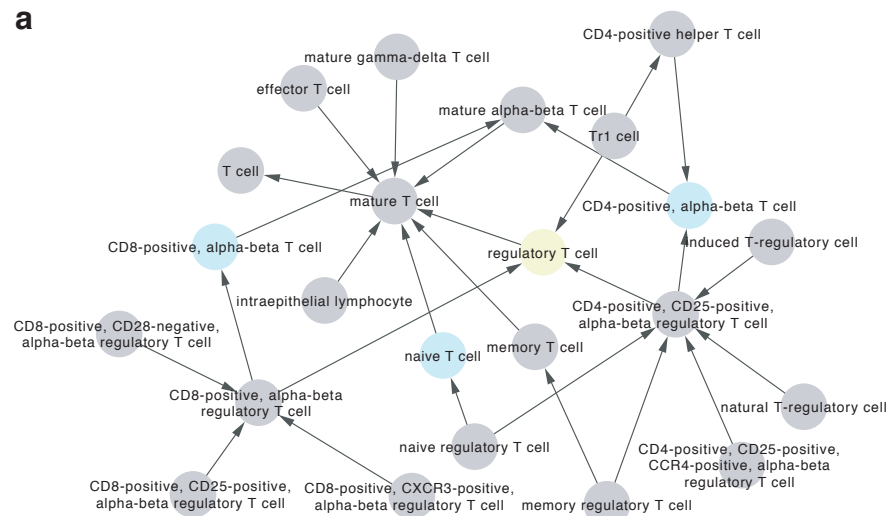 a
CD4-positive helper T cell
mature gamma-delta T cell
effector T cell
mature alpha-beta T cell
Tr1 cell
T cell
mature T cell
CD4-positive, alpha-beta T cell
CD8-positive, alpha-beta T cell
induced T-regulatory cell
regulatory T cell
intraepithelial lymphocyte
CD4-positive, CD25-positive,
alpha-beta regulatory T cell
CD8-positive, CD28-negative,
alpha-beta regulatory T cell
naive T cell
memory T cell
CD8-positive, alpha-beta
regulatory T cell
natural T-regulatory cell
naive regulatory T cell
CD4-positive, CD25-positive,
CCR4-positive, alpha-beta
regulatory T cell
CD8-positive, CD25-positive,
alpha-beta regulatory T cell
CD8-positive, CXCR3-positive,
alpha-beta regulatory T cell
memory regulatory T cell